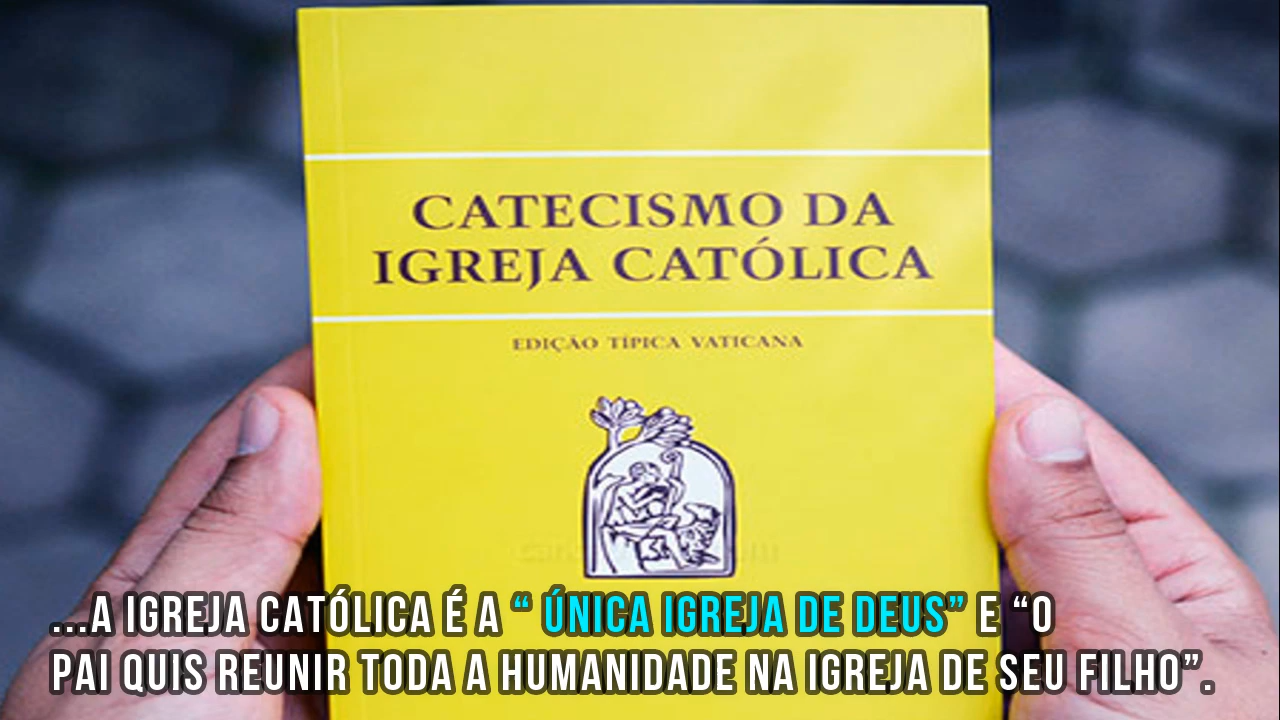 CATECISMO DA
IGREJA CATÓLICA
EDIÇÃO TÍPICA VATICANA
...A IGREJA CATÓLICA É A “ ÚNICA IGREJA DE DEUS” E “O
PAI QUIS REUNIR TODA A HUMANIDADE NA IGREJA DE SEU FILHO”.